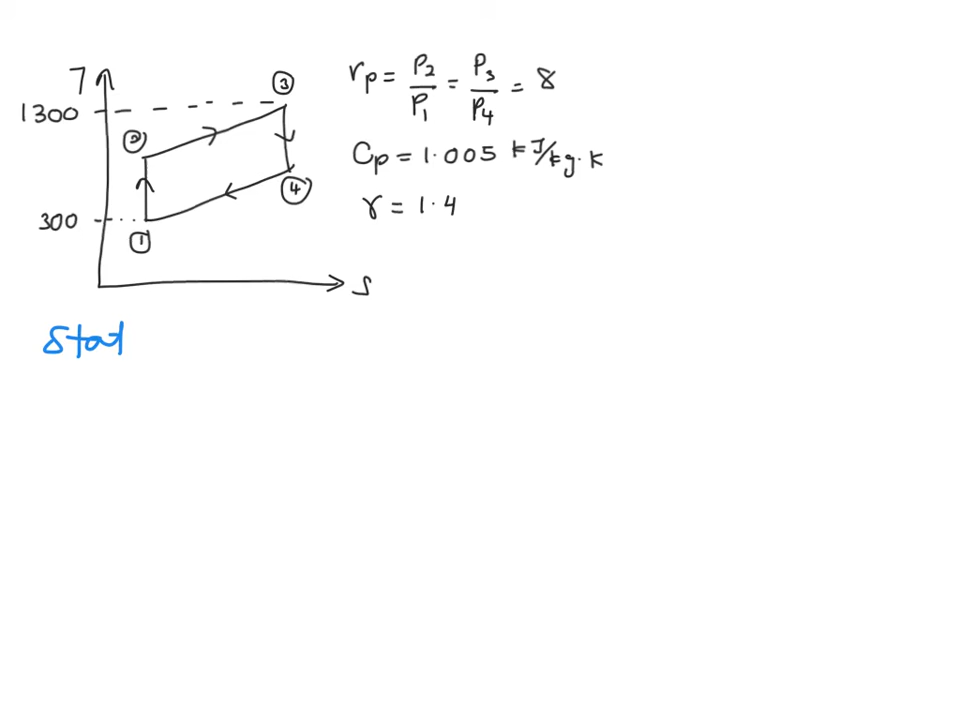 T
1300
300
①
②
③
④
S
rp = P2/P1 = P3/P4 = 8
Cp = 1.005 kJ/kg.K
γ = 1.4
Stat